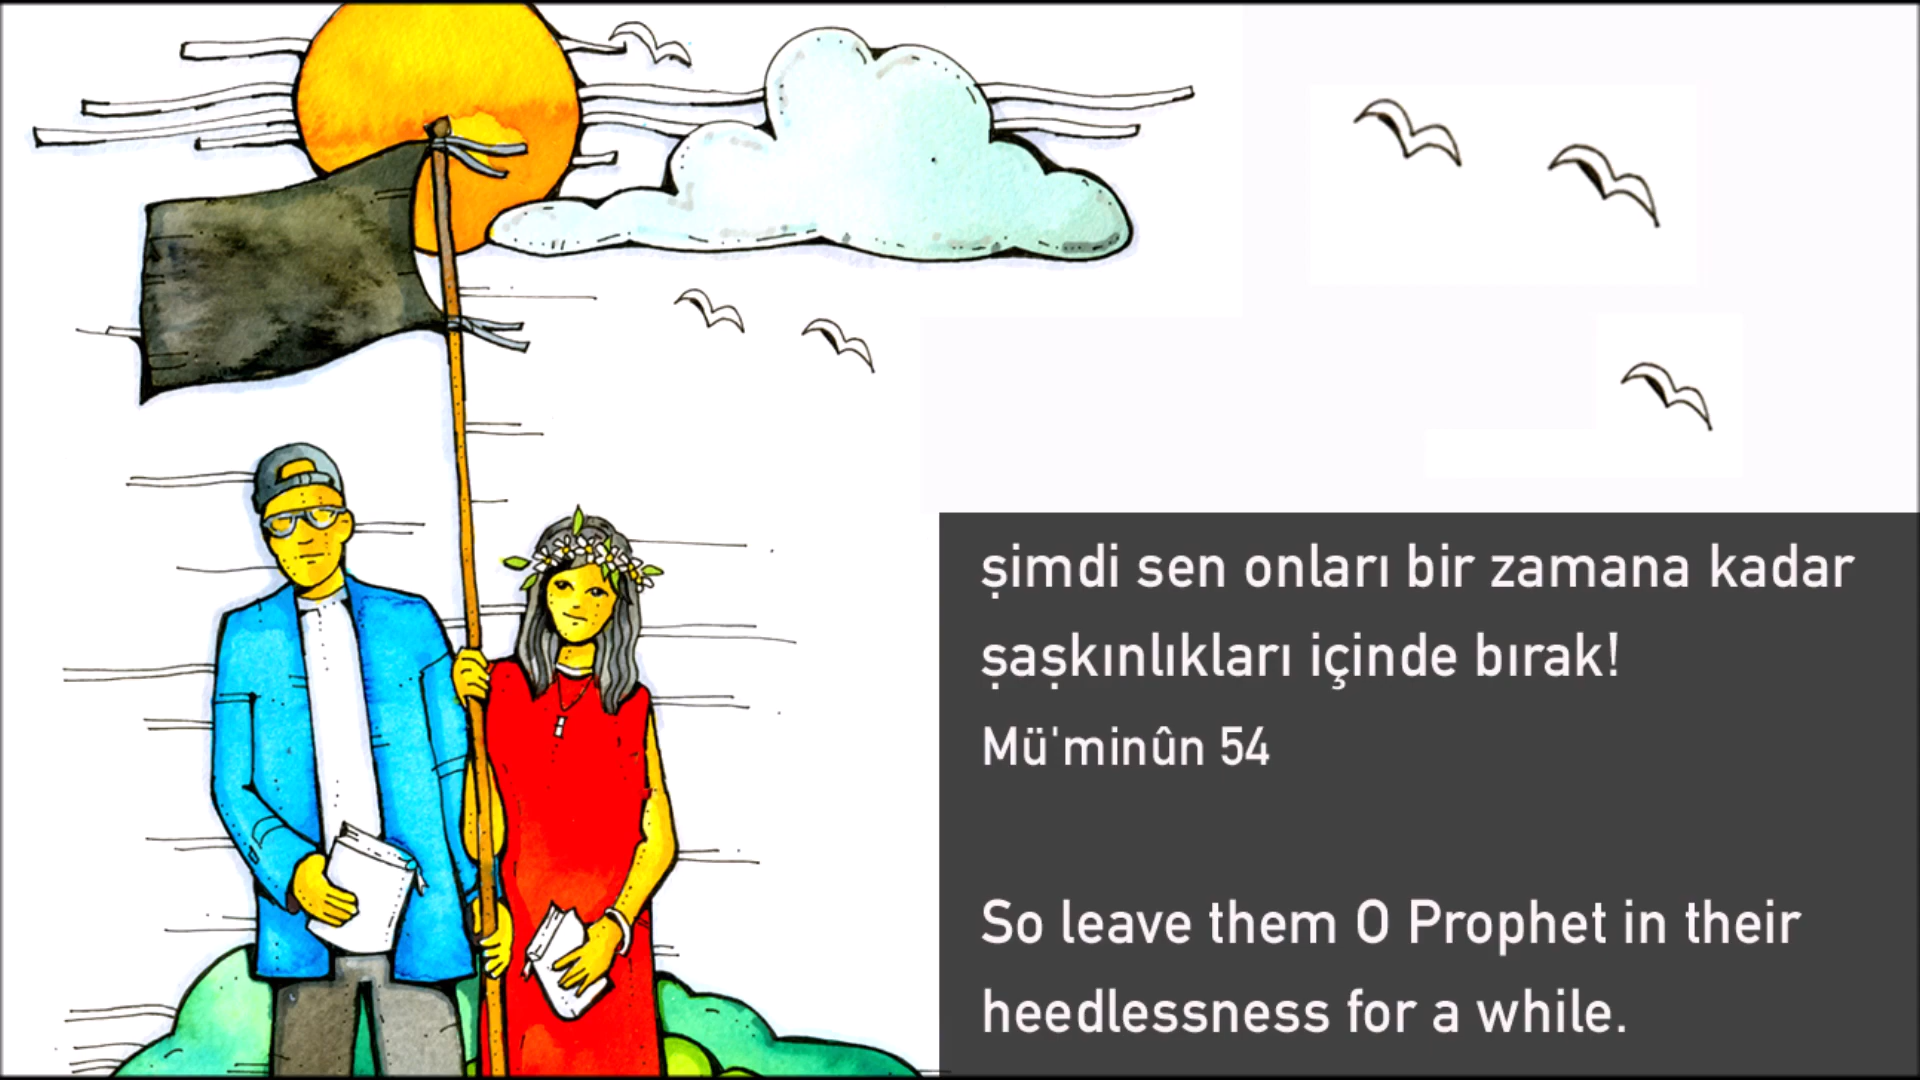 şimdi sen onları bir zamana kadar
şaşkınlıkları içinde bırak!
Mü'minûn 54
So leave them O Prophet in their
heedlessness for a while.